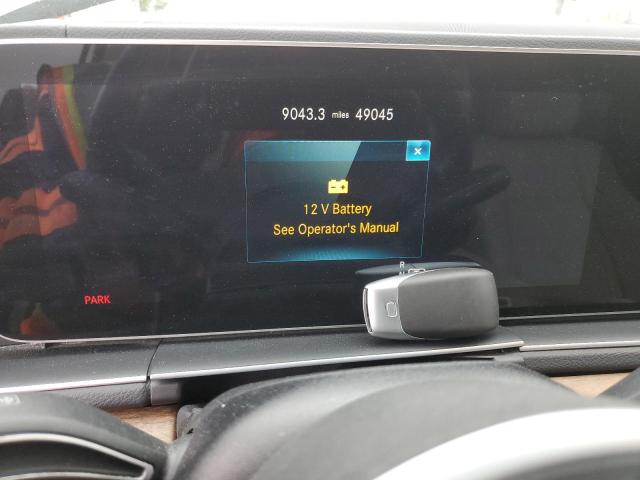 9043.3 miles 49045
x
12 V Battery
See Operator's Manual
R
PARK